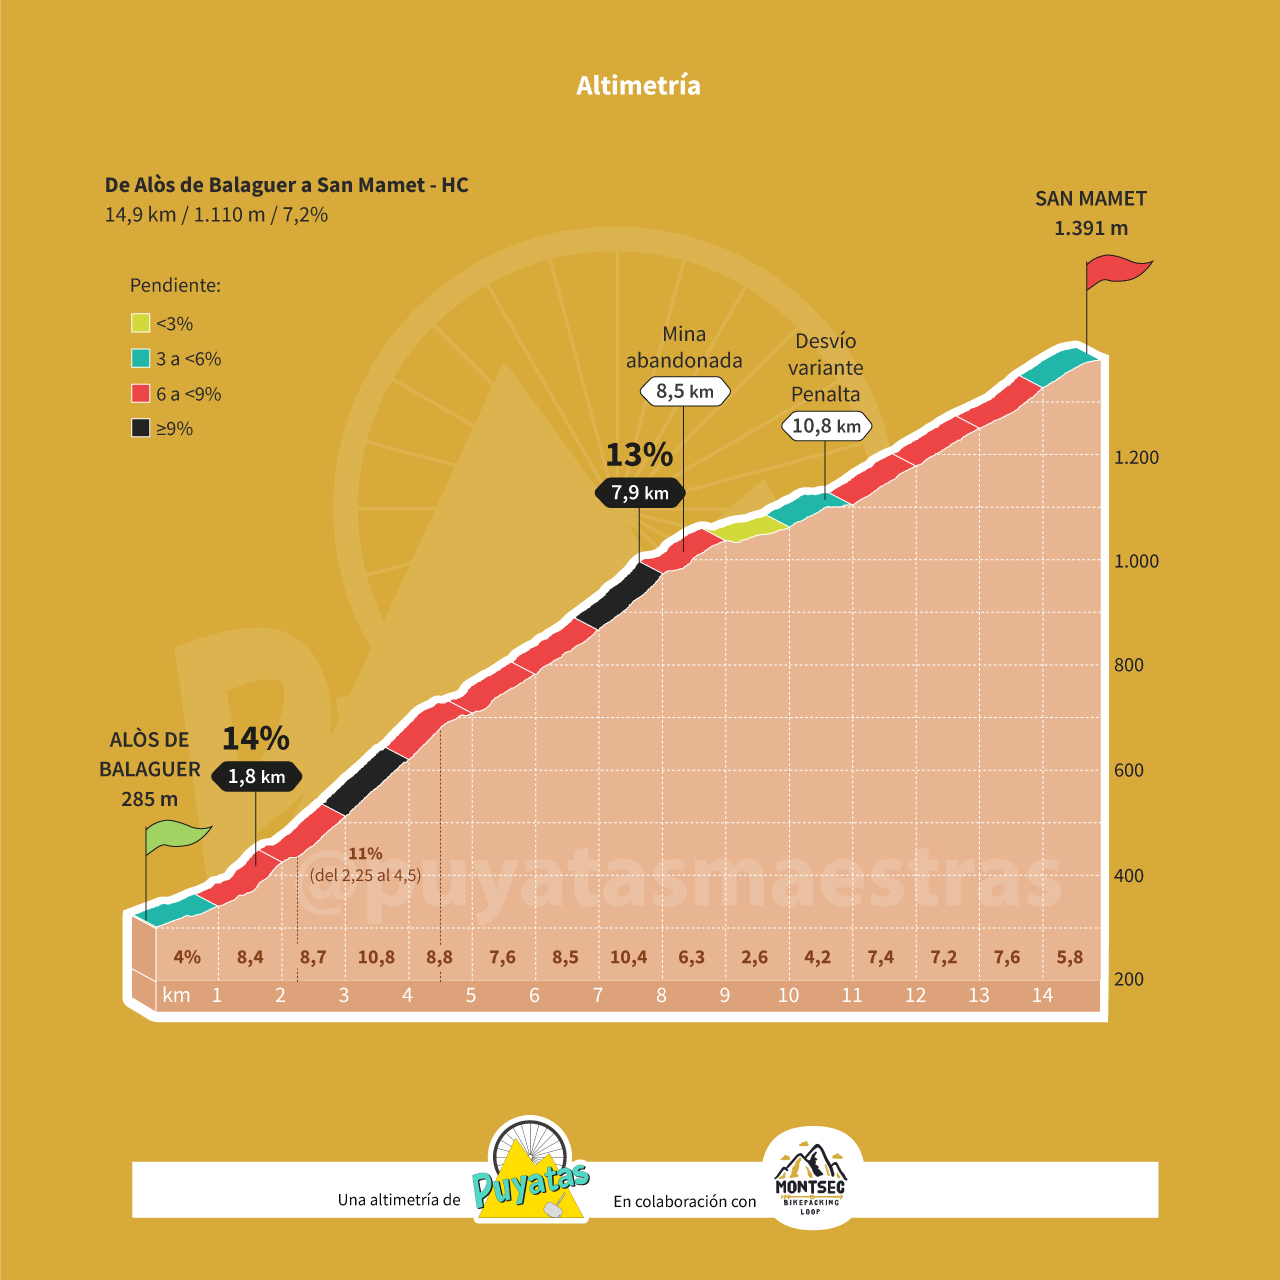 Altimetría
De Alòs de Balaguer a San Mamet - HC
14,9 km / 1.110 m / 7,2%
SAN MAMET
1.391 m
Pendiente:
<3%
3 a <6%
6 a <9%
≥9%
Mina
abandonada
8,5 km
Desvío
variante
Penalta
10,8 km
13%
7,9 km
14%
1,8 km
ALÒS DE
BALAGUER
285 m
11%
(del 2,25 al 4,5)
@puyatasmaestras
1.200
1.000
800
600
400
200
4% 8,4 8,7 10,8 8,8 7,6 8,5 10,4 6,3 2,6 4,2 7,4 7,2 7,6 5,8
km 1 2 3 4 5 6 7 8 9 10 11 12 13 14
Una altimetría de
Puyatas
En colaboración con
MONTSEC
BIKEPACKING
LOOP